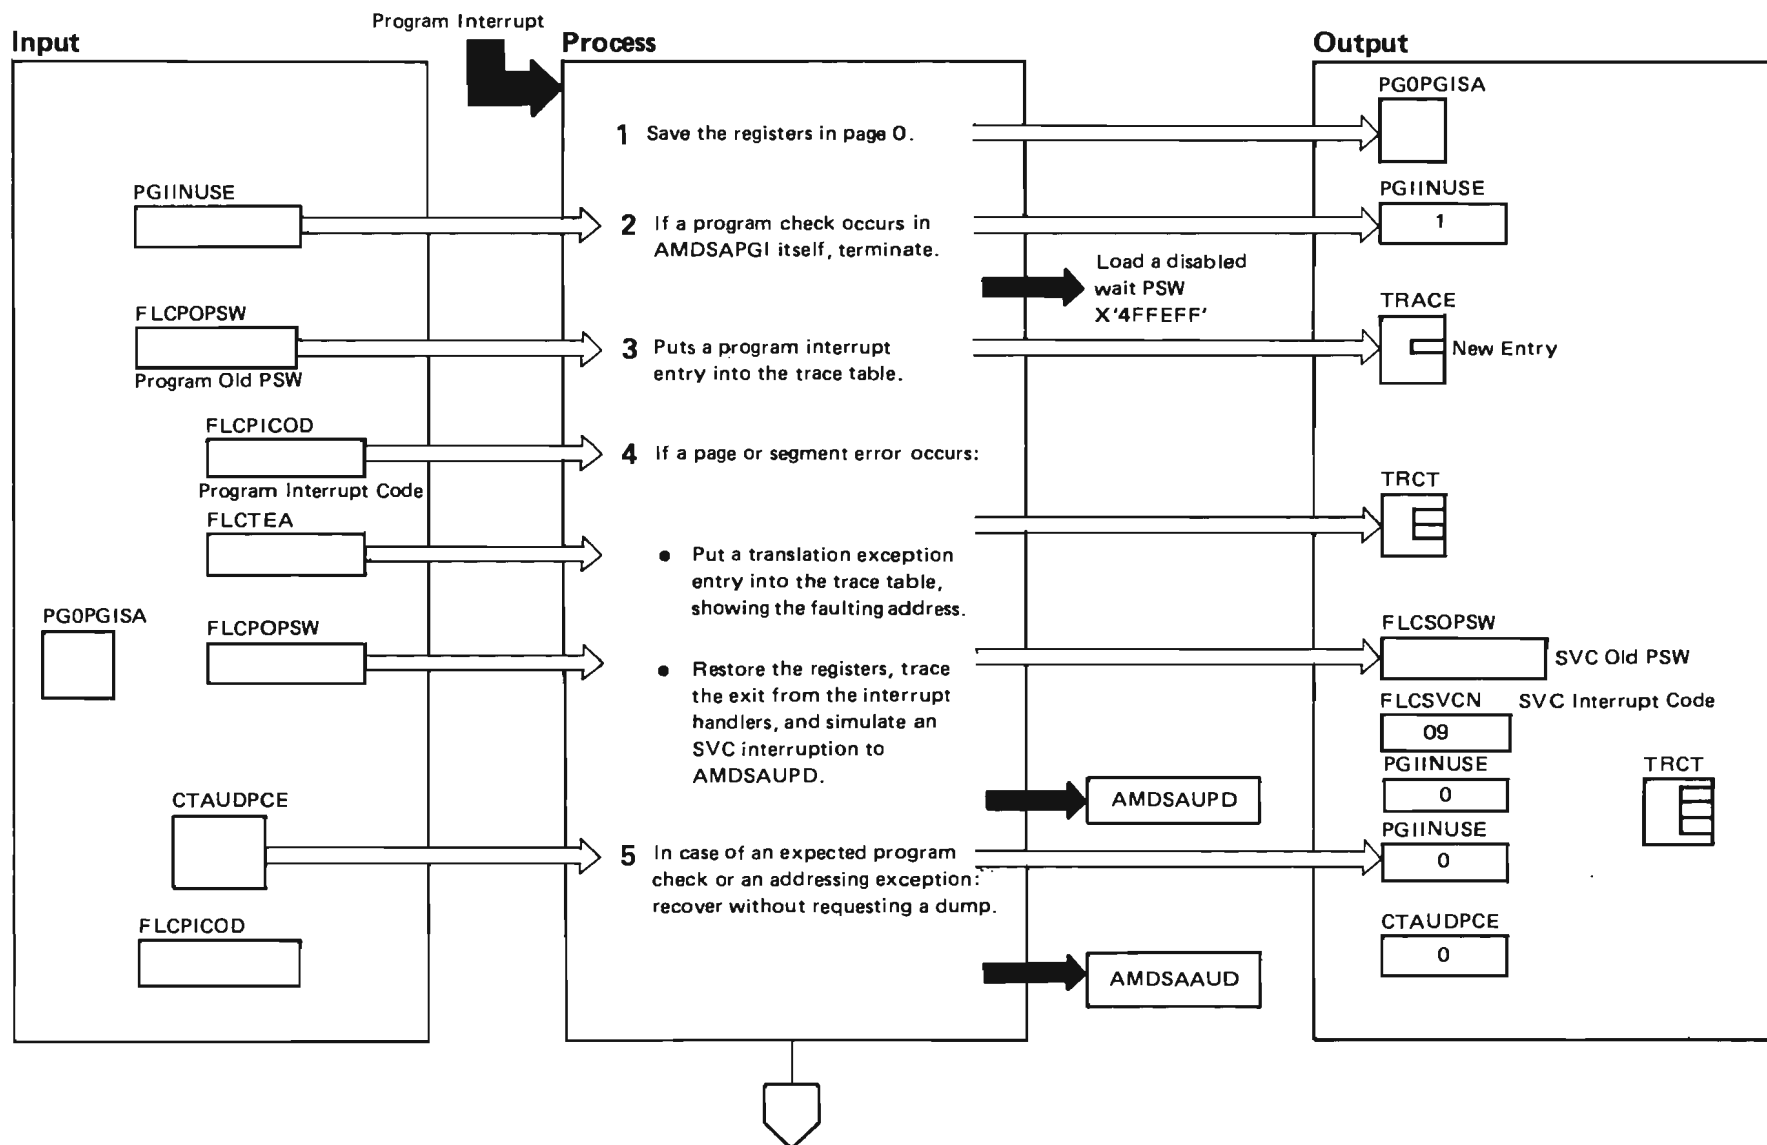 Program Interrupt
Input
Process
Output
PG0PGISA
1 Save the registers in page 0.
PGIINUSE
PGIINUSE
2 If a program check occurs in
AMDSAPGI itself, terminate.
1
Load a disabled
wait PSW
X'4FFEFF'
FLCPOPSW
TRACE
3 Puts a program interrupt
entry into the trace table.
New Entry
Program Old PSW
FLCPICOD
4 If a page or segment error occurs:
Program Interrupt Code
TRCT
FLCTEA
• Put a translation exception
entry into the trace table,
showing the faulting address.
PG0PGISA
FLCPOPSW
FLCSOPSW
SVC Old PSW
• Restore the registers, trace
the exit from the interrupt
handlers, and simulate an
SVC interruption to
AMDSAUPD.
FLCSVCN SVC Interrupt Code
09
PGIINUSE
0
TRCT
CTAUDPCE
AMDSAUPD
PGIINUSE
5 In case of an expected program
check or an addressing exception:
recover without requesting a dump.
0
FLCPICOD
CTAUDPCE
0
AMDSAAUD